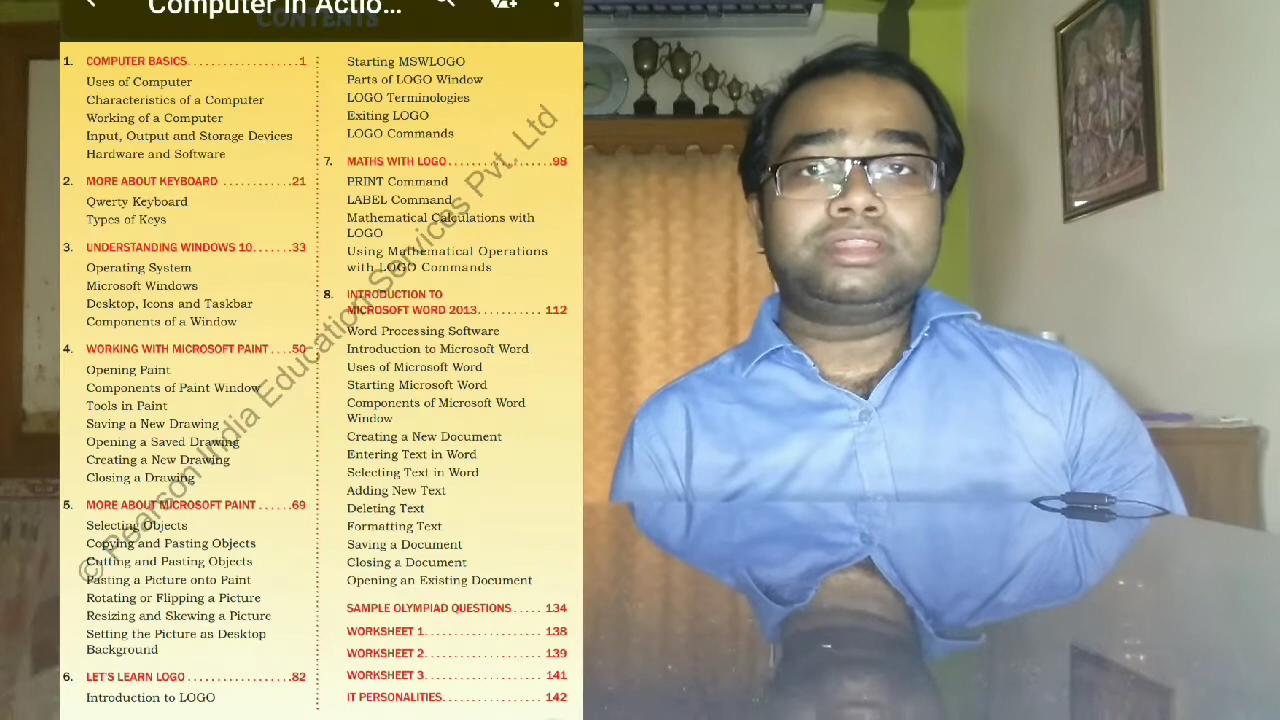 Computer in Actio...
CONTENTS
1. COMPUTER BASICS.......................1
Uses of Computer
Characteristics of a Computer
Working of a Computer
Input, Output and Storage Devices
Hardware and Software
2. MORE ABOUT KEYBOARD ............21
Qwerty Keyboard
Types of Keys
3. UNDERSTANDING WINDOWS 10.......33
Operating System
Microsoft Windows
Desktop, Icons and Taskbar
Components of a Window
4. WORKING WITH MICROSOFT PAINT ....50
Opening Paint
Components of Paint Window
Tools in Paint
Saving a New Drawing
Opening a Saved Drawing
Creating a New Drawing
Closing a Drawing
5. MORE ABOUT MICROSOFT PAINT ......69
Selecting Objects
Copying and Pasting Objects
Cutting and Pasting Objects
Pasting a Picture onto Paint
Rotating or Flipping a Picture
Resizing and Skewing a Picture
Setting the Picture as Desktop
Background
6. LET'S LEARN LOGO ..................82
Introduction to LOGO
Starting MSWLOGO
Parts of LOGO Window
LOGO Terminologies
Exiting LOGO
LOGO Commands
7. MATHS WITH LOGO..................98
PRINT Command
LABEL Command
Mathematical Calculations with
LOGO
Using Mathematical Operations
with LOGO Commands
8. INTRODUCTION TO
MICROSOFT WORD 2013........... 112
Word Processing Software
Introduction to Microsoft Word
Uses of Microsoft Word
Starting Microsoft Word
Components of Microsoft Word
Window
Creating a New Document
Entering Text in Word
Selecting Text in Word
Adding New Text
Deleting Text
Formatting Text
Saving a Document
Closing a Document
Opening an Existing Document
SAMPLE OLYMPIAD QUESTIONS..... 134
WORKSHEET 1..................... 138
WORKSHEET 2..................... 139
WORKSHEET 3..................... 141
IT PERSONALITIES.................. 142
© Pearson India Education Services Pvt. Ltd